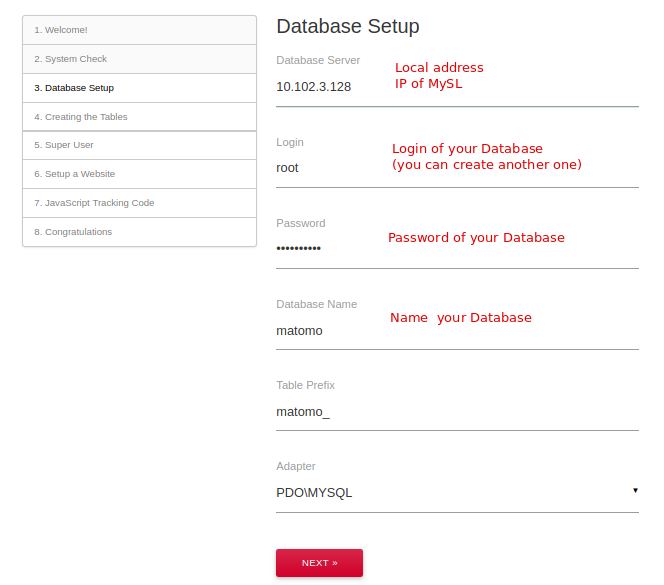 1. Welcome!
2. System Check
3. Database Setup
4. Creating the Tables
5. Super User
6. Setup a Website
7. JavaScript Tracking Code
8. Congratulations
Database Setup
Database Server
10.102.3.128
Local address
IP of MySL
Login
root
Login of your Database
(you can create another one)
Password
••••••••••
Password of your Database
Database Name
matomo
Name your Database
Table Prefix
matomo_
Adapter
PDO\MYSQL
NEXT »